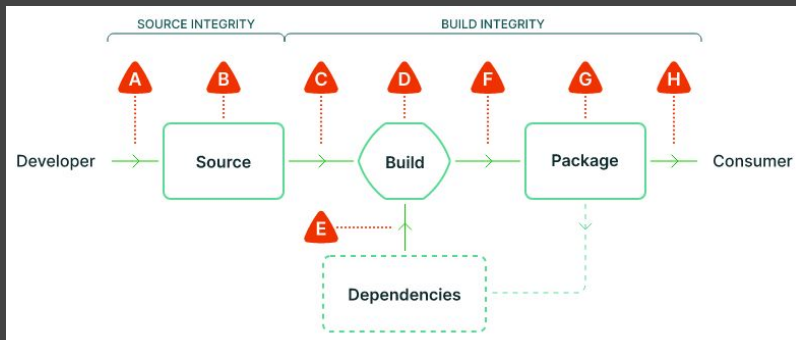 SOURCE INTEGRITY
BUILD INTEGRITY
A
B
C
D
F
G
H
Developer
Source
Build
Package
Consumer
E
Dependencies